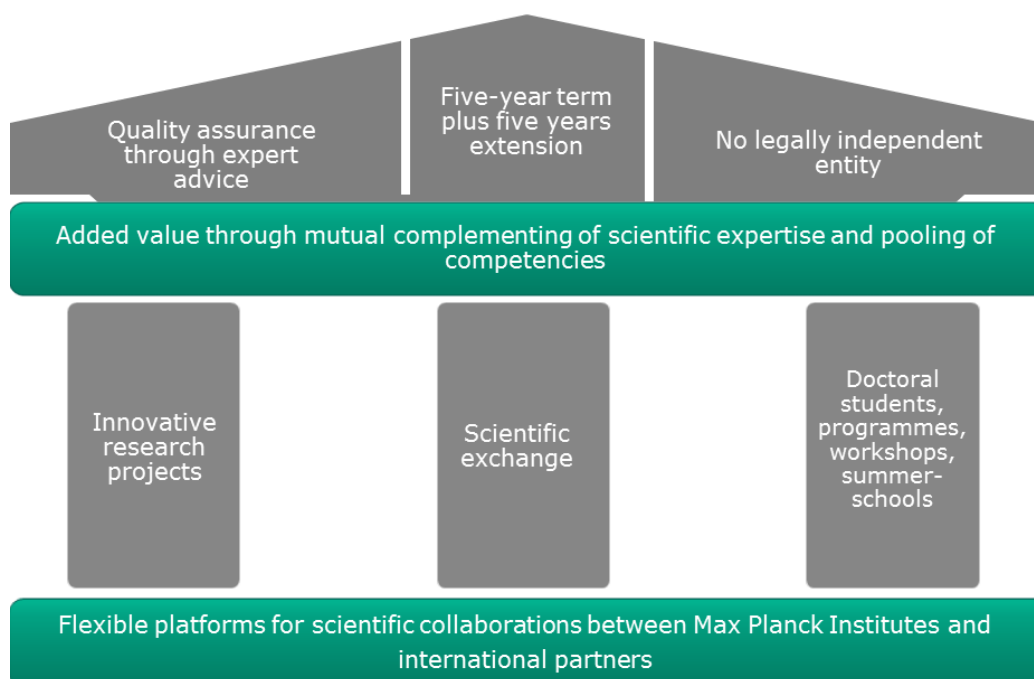 Quality assurance
through expert
advice
Five-year term
plus five years
extension
No legally independent
entity
Added value through mutual complementing of scientific expertise and pooling of
competencies
Innovative
research
projects
Scientific
exchange
Doctoral
students,
programmes,
workshops,
summer-
schools
Flexible platforms for scientific collaborations between Max Planck Institutes and
international partners